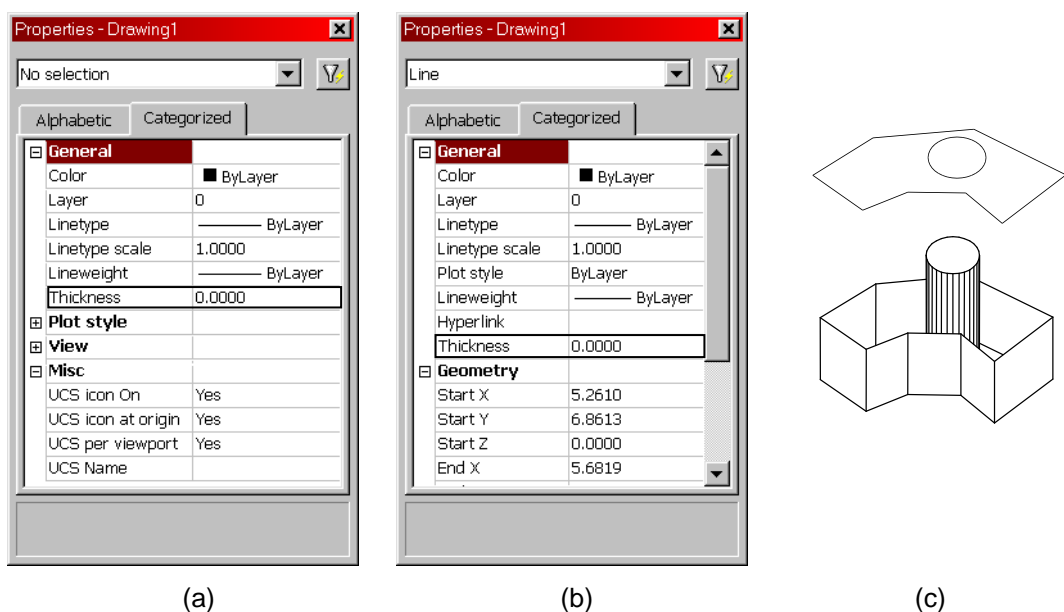 Properties - Drawing1
No selection
Alphabetic Categorized
General
Color ByLayer
Layer 0
Linetype ByLayer
Linetype scale 1.0000
Lineweight ByLayer
Thickness 0.0000
Plot style
View
Misc
UCS icon On Yes
UCS icon at origin Yes
UCS per viewport Yes
UCS Name
(a)
Properties - Drawing1
Line
Alphabetic Categorized
General
Color ByLayer
Layer 0
Linetype ByLayer
Linetype scale 1.0000
Plot style ByLayer
Lineweight ByLayer
Hyperlink
Thickness 0.0000
Geometry
Start X 5.2610
Start Y 6.8613
Start Z 0.0000
End X 5.6819
(b)
(c)